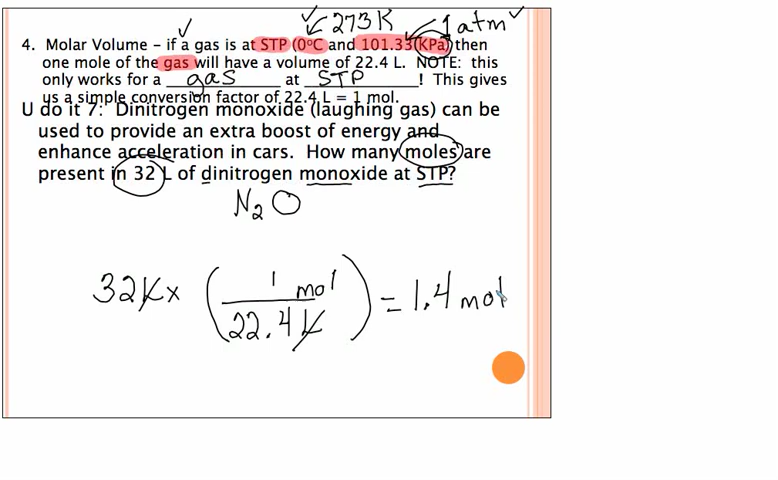 273K 1 atm
4. Molar Volume – if a gas is at STP (0°C and 101.33 (KPa) then
one mole of the gas will have a volume of 22.4 L. NOTE: this
only works for a gas at STP ! This gives
us a simple conversion factor of 22.4 L = 1 mol.
U do it 7: Dinitrogen monoxide (laughing gas) can be
used to provide an extra boost of energy and
enhance acceleration in cars. How many moles are
present in 32 L of dinitrogen monoxide at STP?
N₂O
32L x (1 mol / 22.4 L) = 1.4 mol